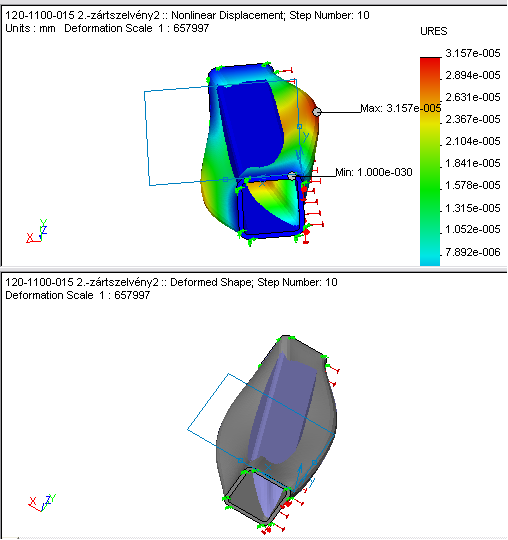 120-1100-015 2.-zártszelvény2 :: Nonlinear Displacement; Step Number: 10
Units : mm   Deformation Scale  1 : 657997
URES
3.157e-005
2.894e-005
2.631e-005
2.367e-005
2.104e-005
1.841e-005
1.578e-005
1.315e-005
1.052e-005
7.892e-006
Max: 3.157e-005
Min: 1.000e-030
Y
X
Z
y
120-1100-015 2.-zártszelvény2 :: Deformed Shape; Step Number: 10
Deformation Scale  1 : 657997
X
Z
Y
y